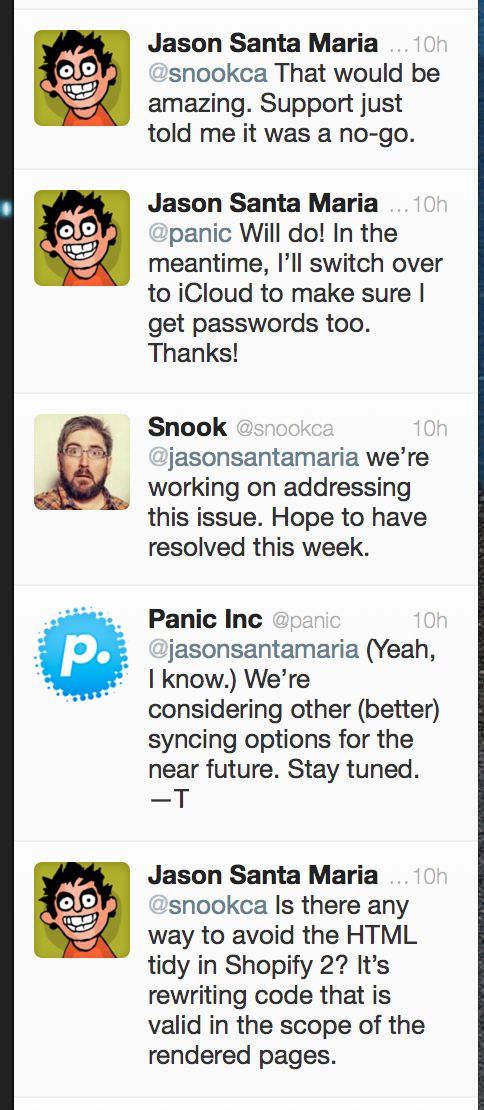 Jason Santa Maria ...10h
@snookca That would be
amazing. Support just
told me it was a no-go.
Jason Santa Maria ...10h
@panic Will do! In the
meantime, I’ll switch over
to iCloud to make sure I
get passwords too.
Thanks!
Snook @snookca 10h
@jasonsantamaria we’re
working on addressing
this issue. Hope to have
resolved this week.
p.
Panic Inc @panic 10h
@jasonsantamaria (Yeah,
I know.) We’re
considering other (better)
syncing options for the
near future. Stay tuned.
—T
Jason Santa Maria ...10h
@snookca Is there any
way to avoid the HTML
tidy in Shopify 2? It’s
rewriting code that is
valid in the scope of the
rendered pages.